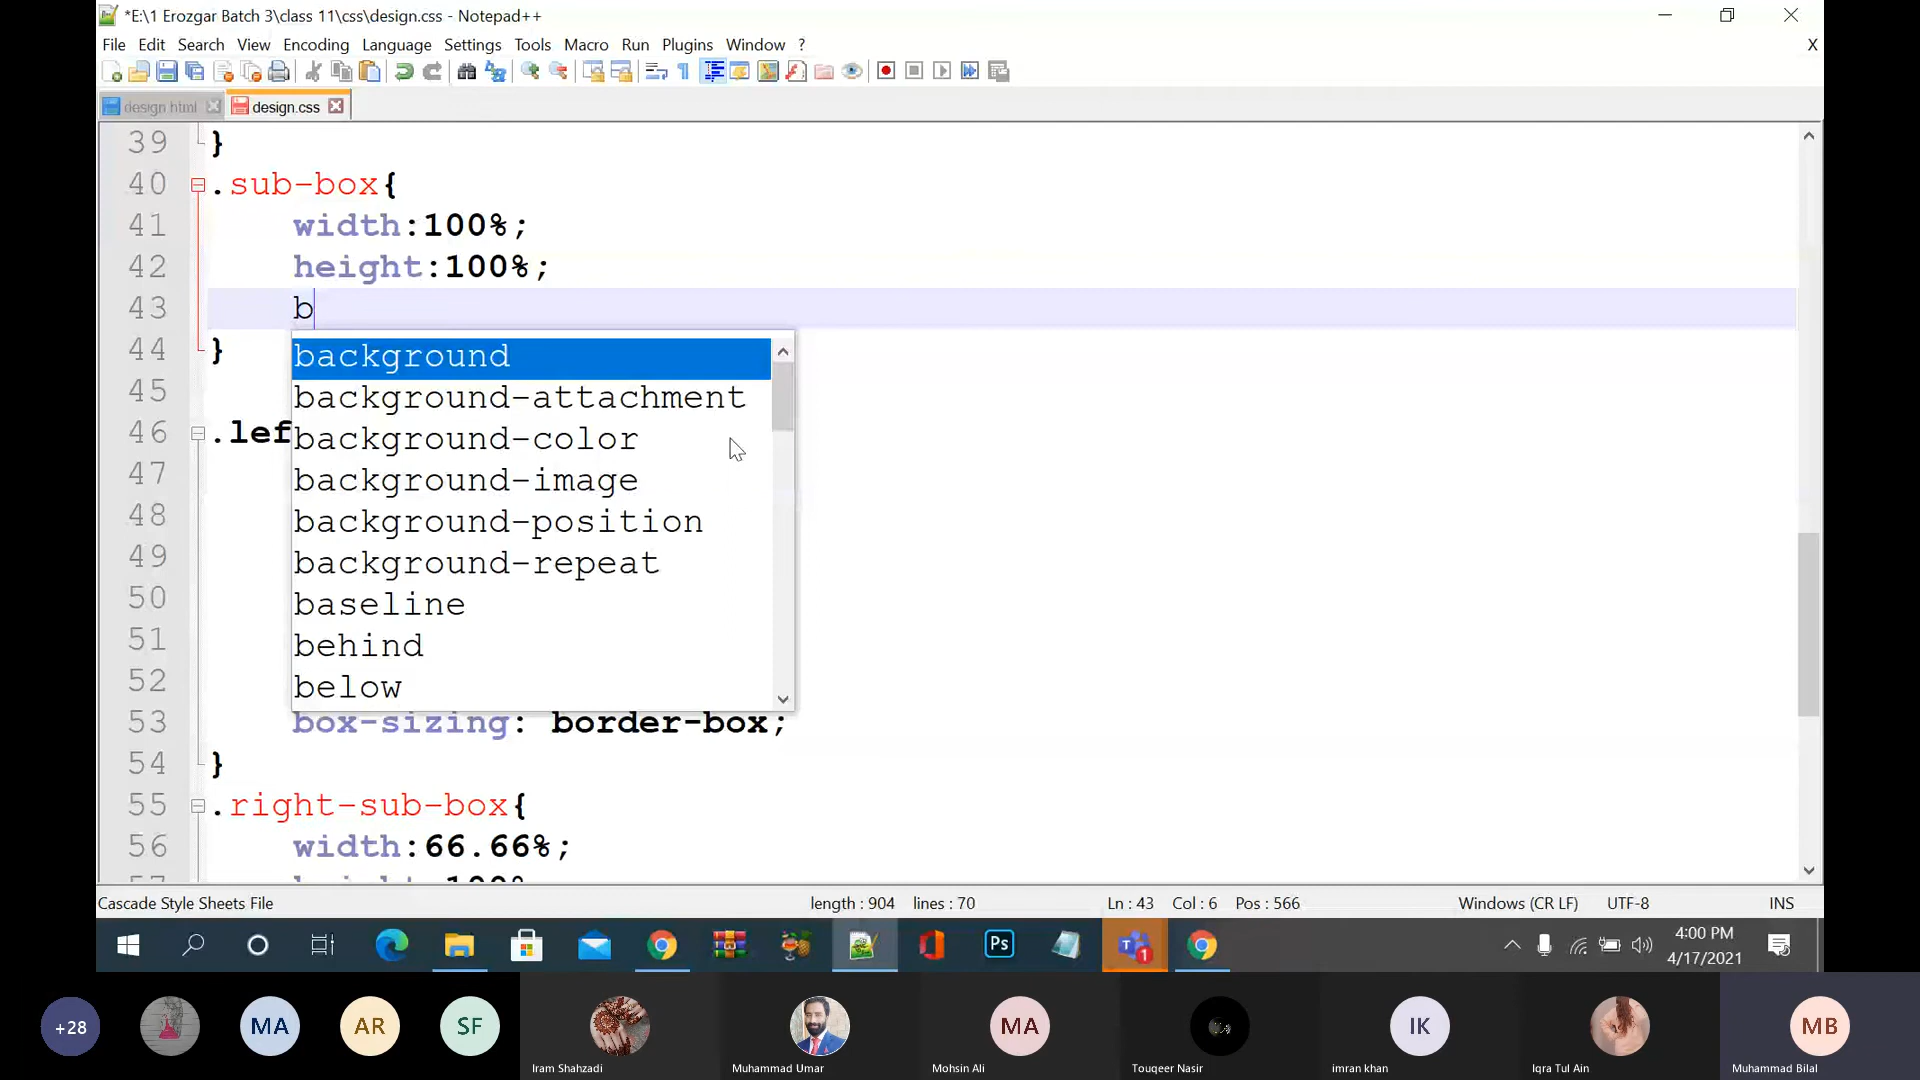 *E:\1 Erozgar Batch 3\class 11\css\design.css - Notepad++
File Edit Search View Encoding Language Settings Tools Macro Run Plugins Window ? X
design.html design.css
39 }
40 .sub-box{
41 width:100%;
42 height:100%;
43 b
44 }
45
46 .lef
47
48
49
50
51
52
background
background-attachment
background-color
background-image
background-position
background-repeat
baseline
behind
below
53 box-sizing: border-box;
54 }
55 .right-sub-box{
56 width:66.66%;
57 height:100%
Cascade Style Sheets File length : 904 lines : 70 Ln : 43 Col : 6 Pos : 566 Windows (CR LF) UTF-8 INS
Ps 1 4:00 PM
4/17/2021
+28 MA AR SF MA IK MB
Iram Shahzadi Muhammad Umar Mohsin Ali Touqeer Nasir imran khan Iqra Tul Ain Muhammad Bilal